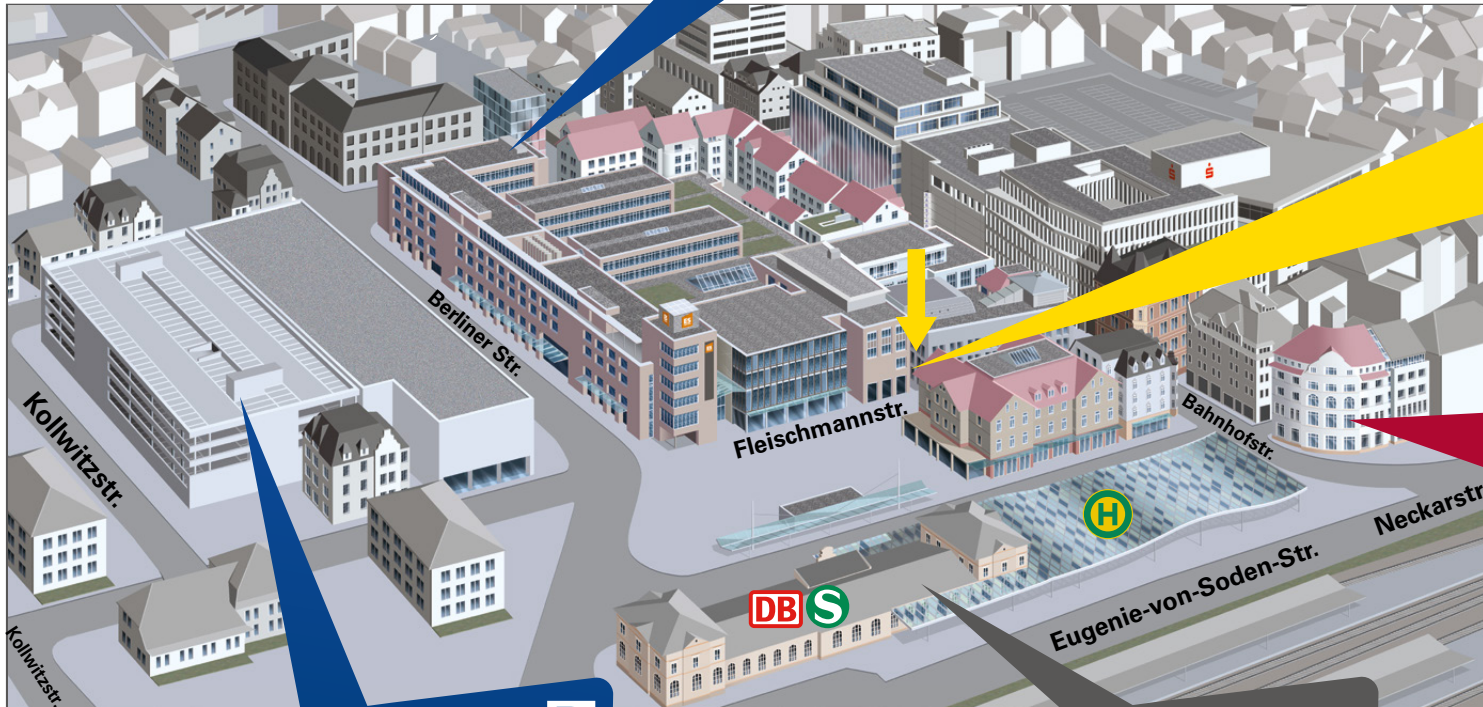 Berliner Str.
Kollwitzstr.
Fleischmannstr.
Bahnhofstr.
H
Neckarstr.
Eugenie-von-Soden-Str.
DB S
Kollwitzstr.